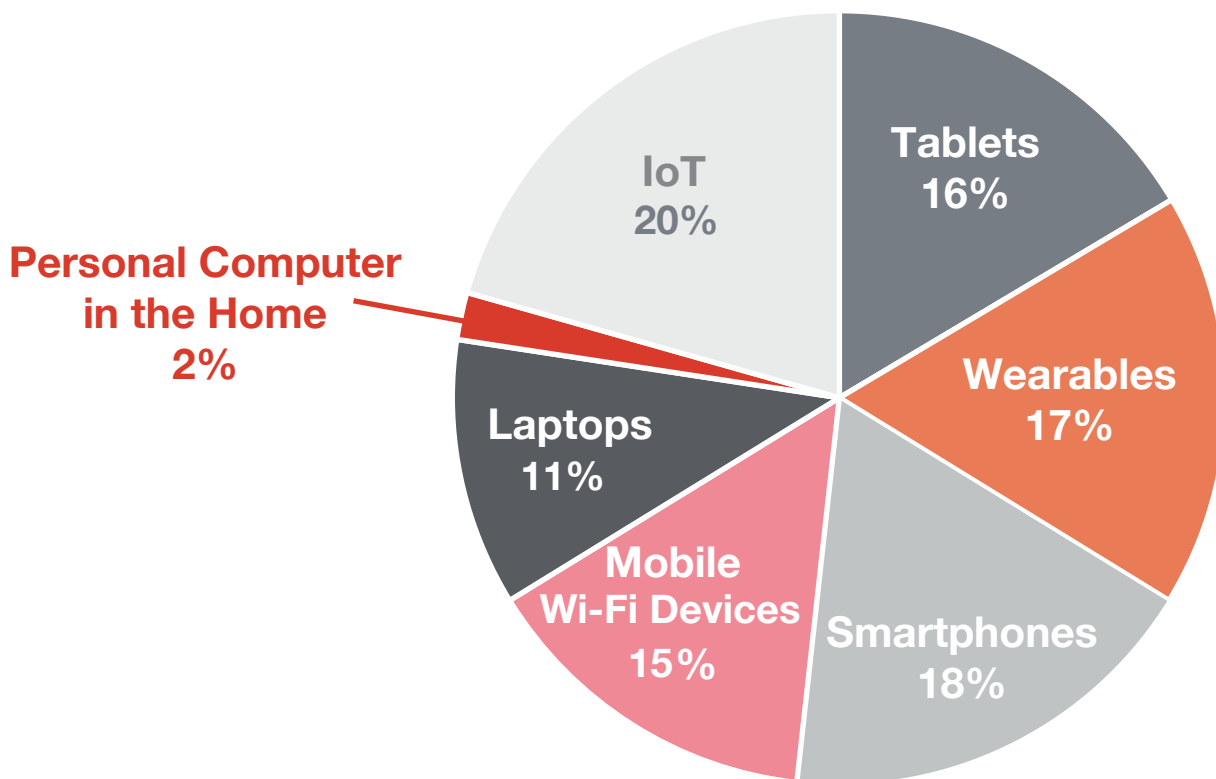 Tablets
16%
Wearables
17%
Smartphones
18%
Mobile
Wi-Fi Devices
15%
Laptops
11%
Personal Computer
in the Home
2%
IoT
20%